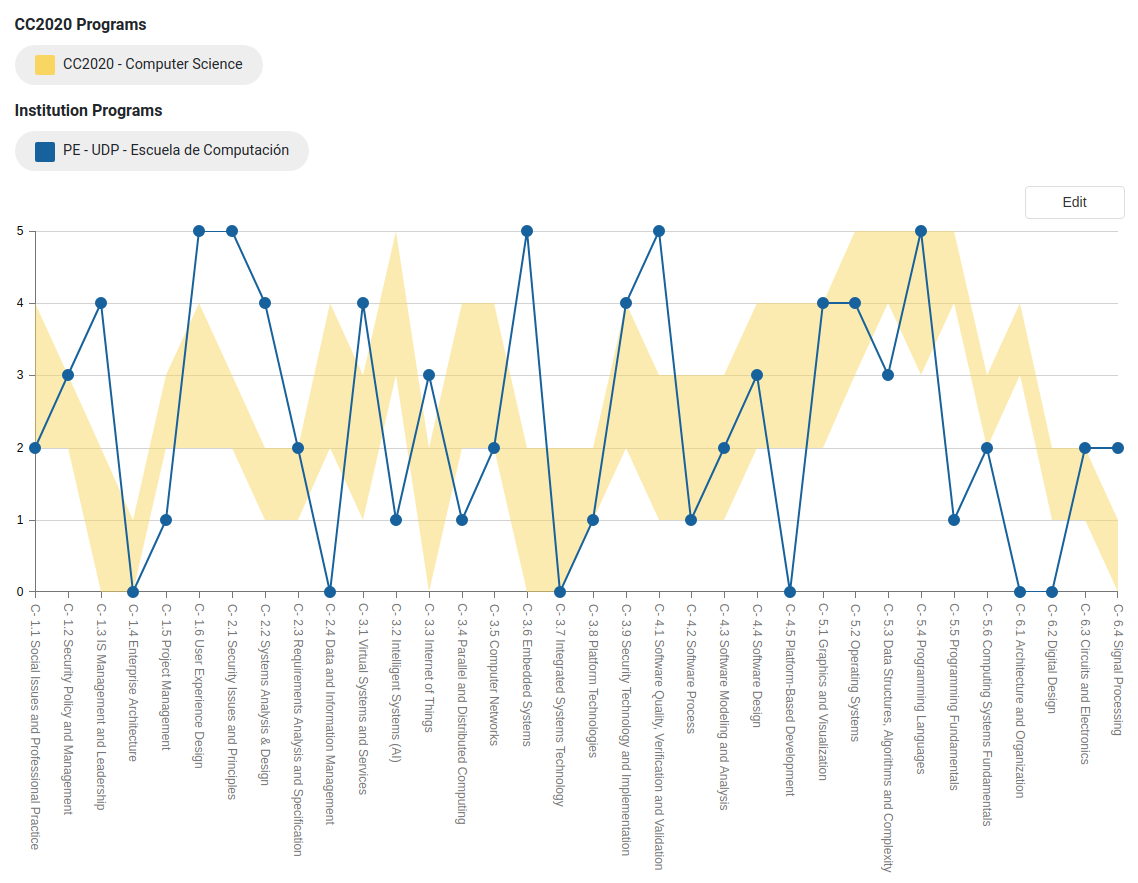 CC2020 Programs
CC2020 - Computer Science
Institution Programs
PE - UDP - Escuela de Computación
Edit
5
4
3
2
1
0
C- 1.1 Social Issues and Professional Practice
C- 1.2 Security Policy and Management
C- 1.3 IS Management and Leadership
C- 1.4 Enterprise Architecture
C- 1.5 Project Management
C- 1.6 User Experience Design
C- 2.1 Security Issues and Principles
C- 2.2 Systems Analysis & Design
C- 2.3 Requirements Analysis and Specification
C- 2.4 Data and Information Management
C- 3.1 Virtual Systems and Services
C- 3.2 Intelligent Systems (AI)
C- 3.3 Internet of Things
C- 3.4 Parallel and Distributed Computing
C- 3.5 Computer Networks
C- 3.6 Embedded Systems
C- 3.7 Integrated Systems Technology
C- 3.8 Platform Technologies
C- 3.9 Security Technology and Implementation
C- 4.1 Software Quality, Verification and Validation
C- 4.2 Software Process
C- 4.3 Software Modeling and Analysis
C- 4.4 Software Design
C- 4.5 Platform-Based Development
C- 5.1 Graphics and Visualization
C- 5.2 Operating Systems
C- 5.3 Data Structures, Algorithms and Complexity
C- 5.4 Programming Languages
C- 5.5 Programming Fundamentals
C- 5.6 Computing Systems Fundamentals
C- 6.1 Architecture and Organization
C- 6.2 Digital Design
C- 6.3 Circuits and Electronics
C- 6.4 Signal Processing